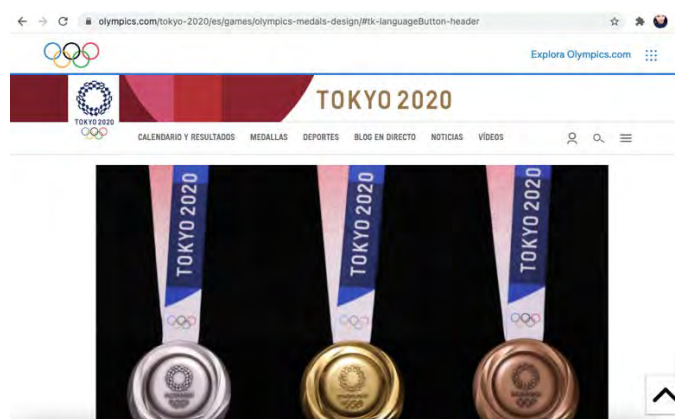 olympics.com/tokyo-2020/es/games/olympics-medals-design/#tk-languageButton-header
Explora Olympics.com
TOKYO 2020
TOKYO 2020
CALENDARIO Y RESULTADOS MEDALLAS DEPORTES BLOG EN DIRECTO NOTICIAS VÍDEOS
TOKYO 2020
TOKYO 2020
TOKYO 2020